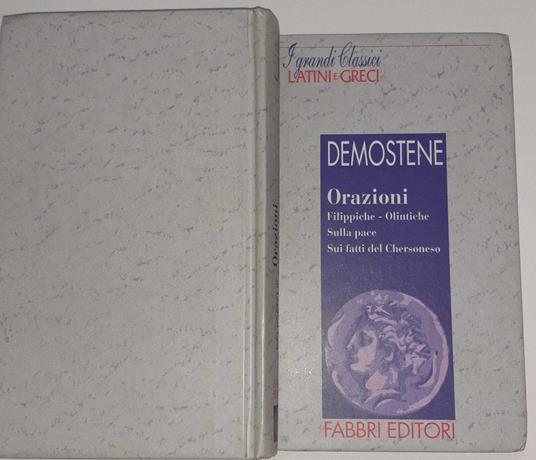 I grandi Classici
LATINI E GRECI
DEMOSTENE
Orazioni
Filippiche - Olintiche
Sulla pace
Sui fatti del Chersoneso
FABBRI EDITORI
Orazioni